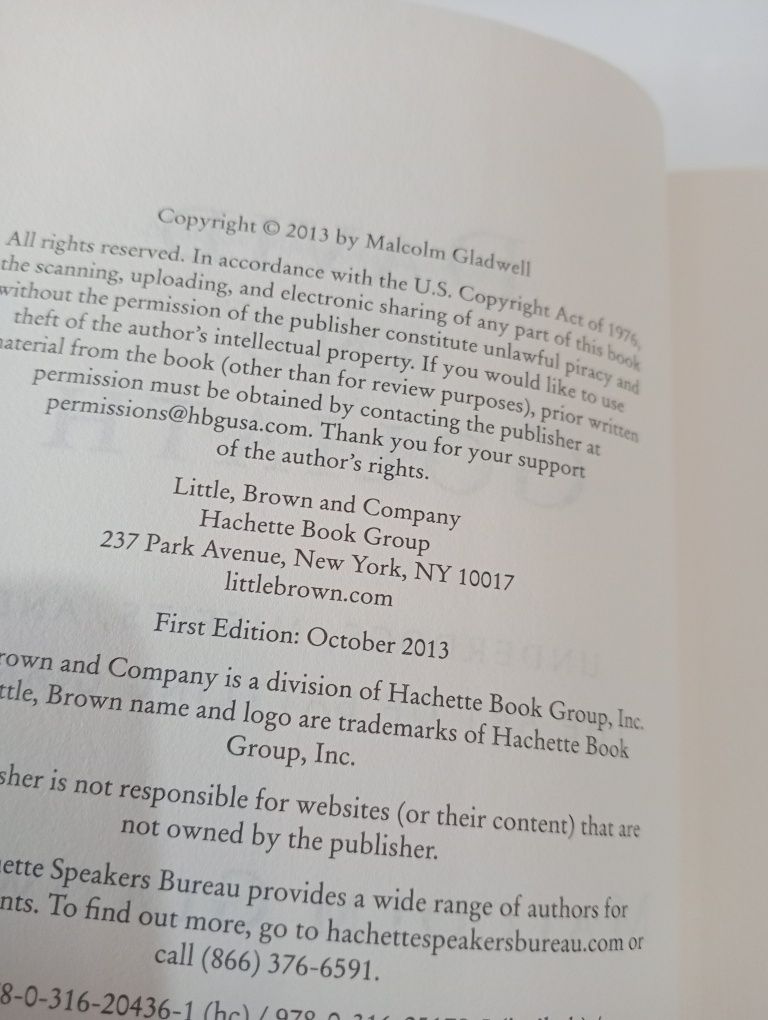 Copyright © 2013 by Malcolm Gladwell
All rights reserved. In accordance with the U.S. Copyright Act of 1976,
the scanning, uploading, and electronic sharing of any part of this book
without the permission of the publisher constitute unlawful piracy and
theft of the author's intellectual property. If you would like to use
material from the book (other than for review purposes), prior written
permission must be obtained by contacting the publisher at
permissions@hbgusa.com. Thank you for your support
of the author's rights.
Little, Brown and Company
Hachette Book Group
237 Park Avenue, New York, NY 10017
littlebrown.com
First Edition: October 2013
rown and Company is a division of Hachette Book Group, Inc.
ttle, Brown name and logo are trademarks of Hachette Book
Group, Inc.
sher is not responsible for websites (or their content) that are
not owned by the publisher.
ette Speakers Bureau provides a wide range of authors for
nts. To find out more, go to hachettespeakersbureau.com or
call (866) 376-6591.
8-0-316-20436-1 (hc) / 978-0-316-